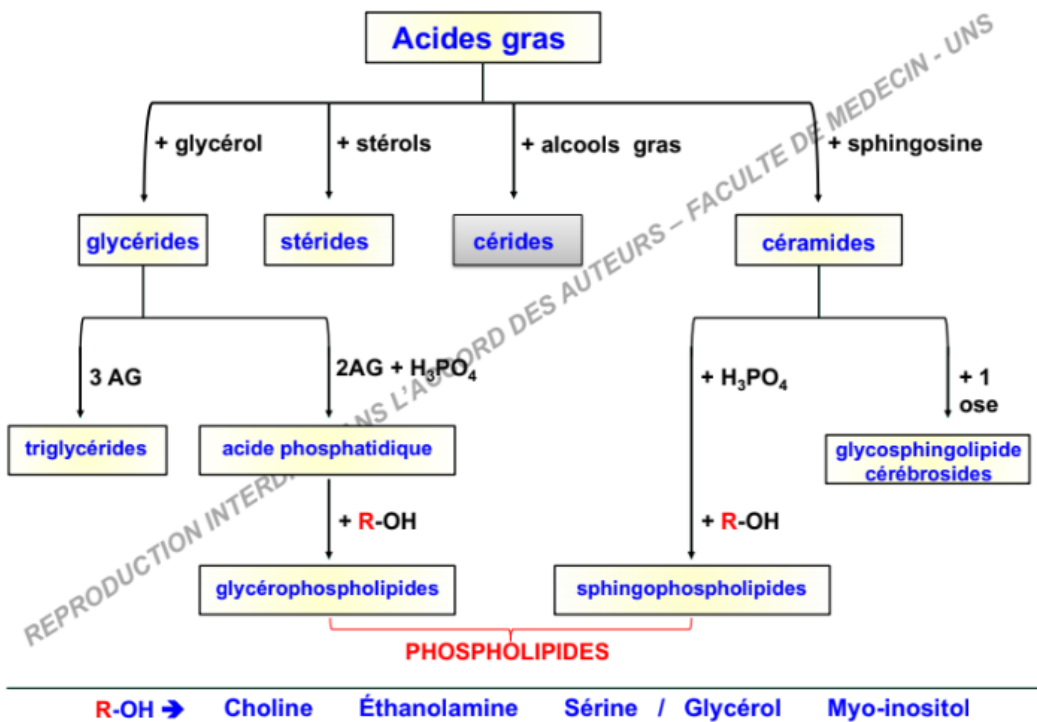 Acides gras
+ glycérol
+ stérols
+ alcools gras
+ sphingosine
glycérides
stérides
cérides
céramides
3 AG
2AG + H₃PO₄
+ H₃PO₄
+ 1
ose
triglycérides
acide phosphatidique
glycosphingolipide
cérébrosides
+ R-OH
+ R-OH
glycérophospholipides
sphingophospholipides
PHOSPHOLIPIDES
R-OH ➔ Choline Éthanolamine Sérine / Glycérol Myo-inositol
REPRODUCTION INTERD ANS L'ACCORD DES AUTEURS – FACULTE DE MEDECIN - UNS